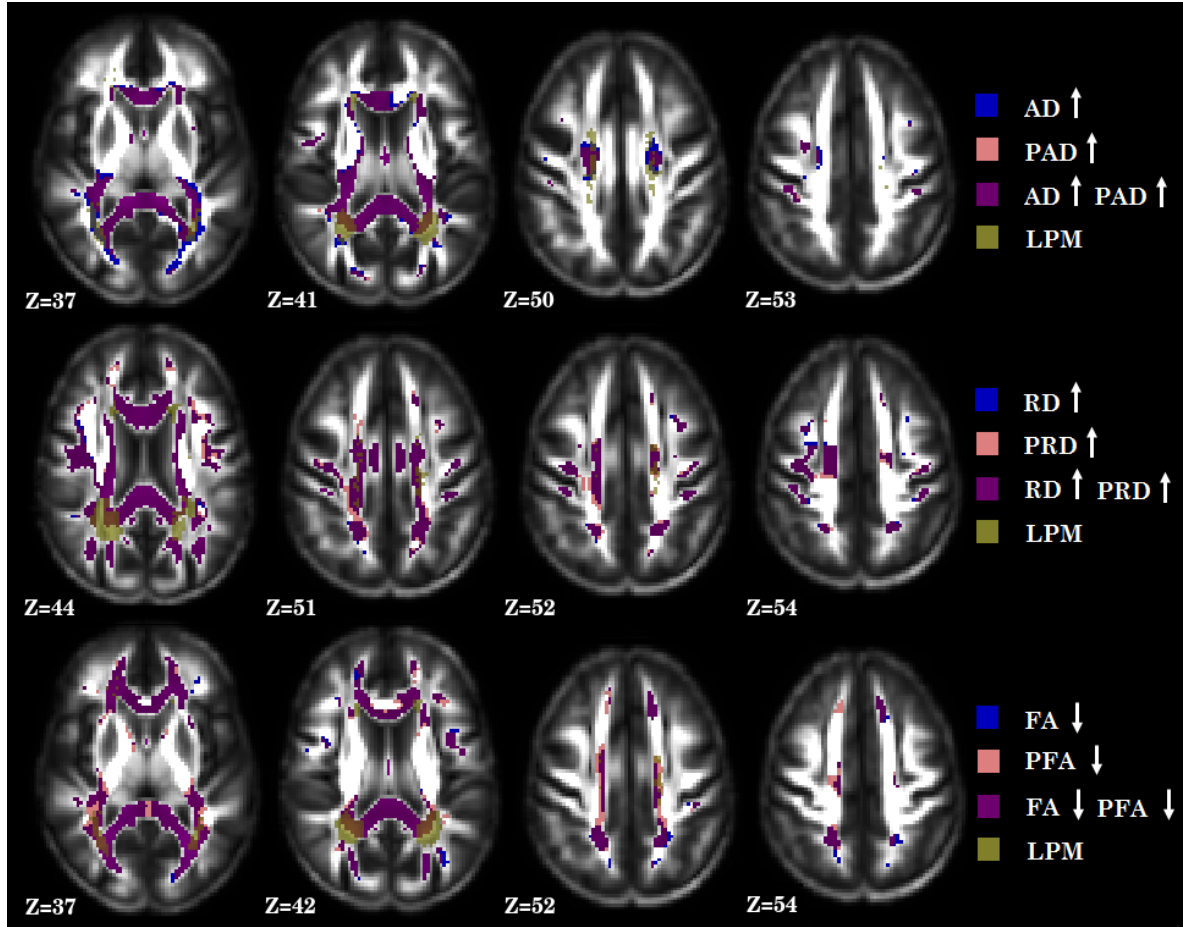 AD ↑
PAD ↑
AD ↑ PAD ↑
LPM
Z=37 Z=41 Z=50 Z=53
RD ↑
PRD ↑
RD ↑ PRD ↑
LPM
Z=44 Z=51 Z=52 Z=54
FA ↓
PFA ↓
FA ↓ PFA ↓
LPM
Z=37 Z=42 Z=52 Z=54